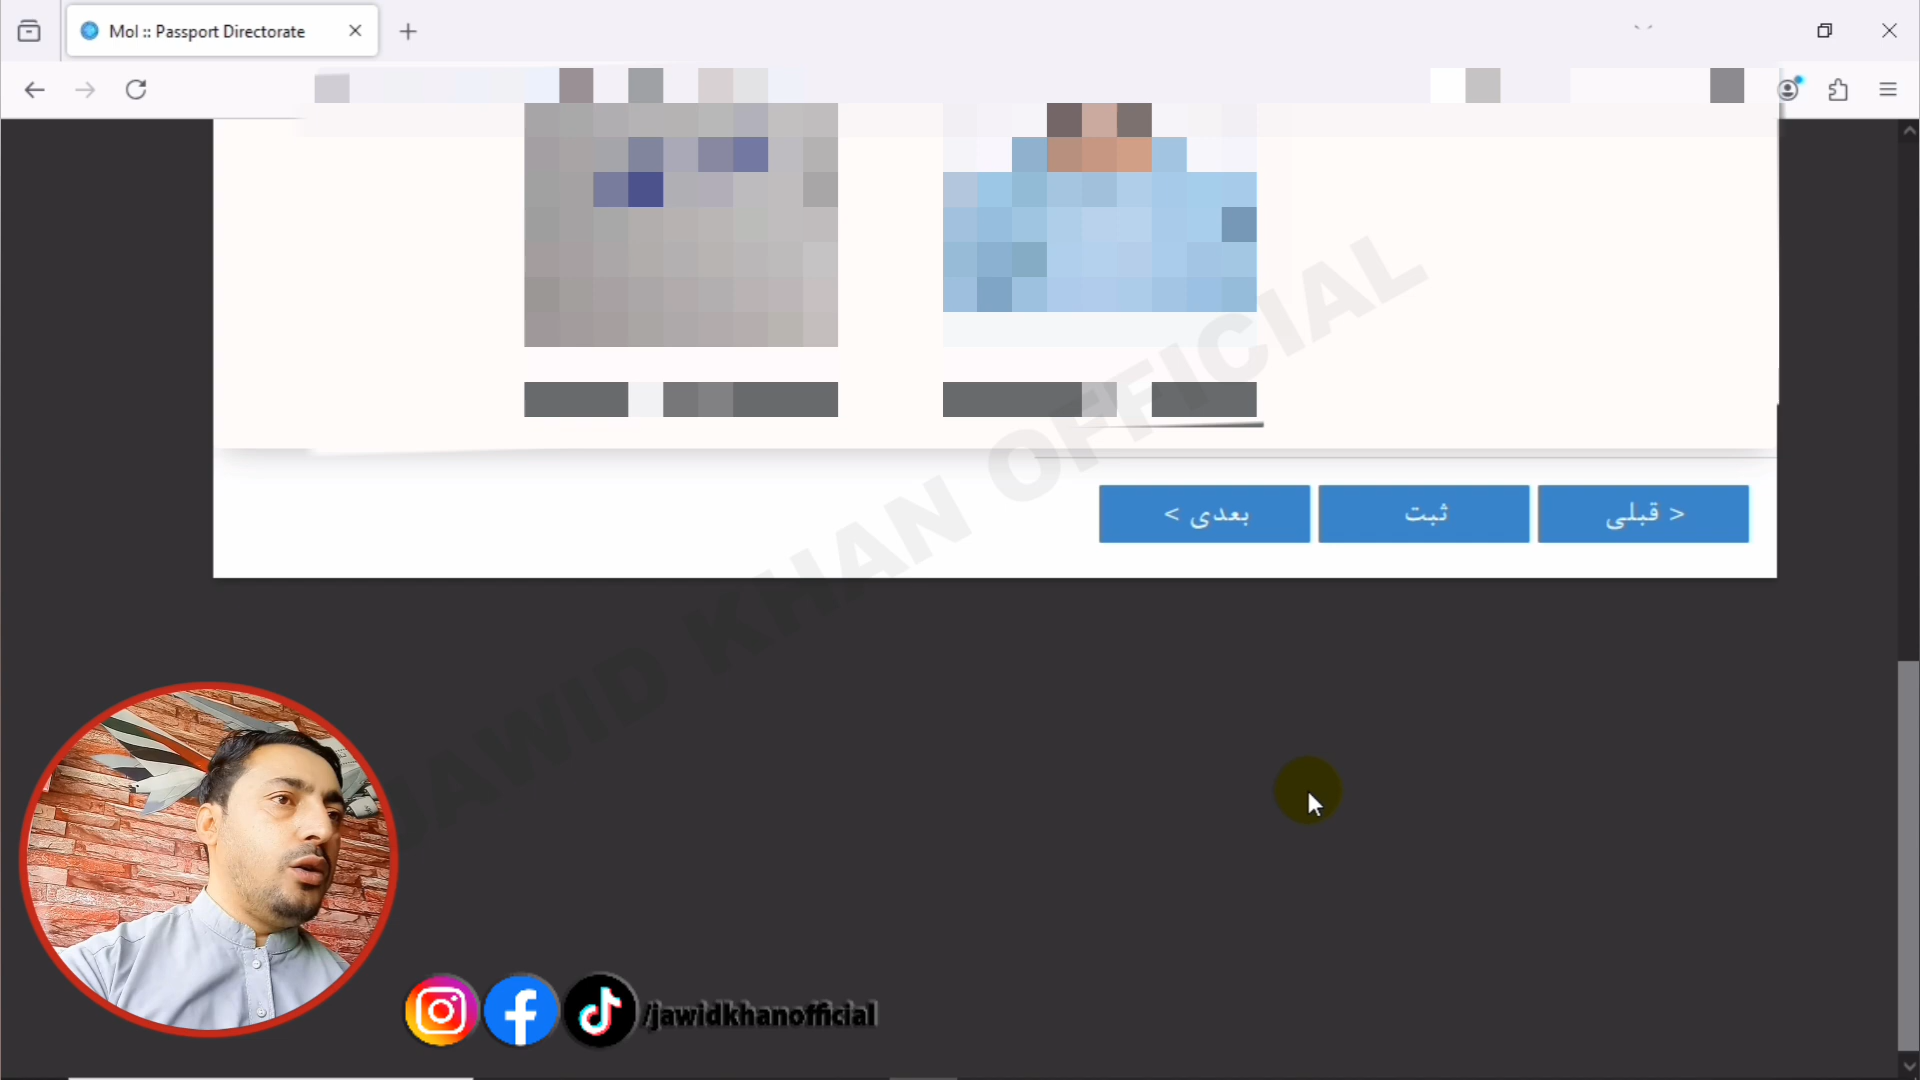 MoI :: Passport Directorate
JAWID KHAN OFFICIAL
< قبلی
ثبت
بعدی >
/jawidkhanofficial